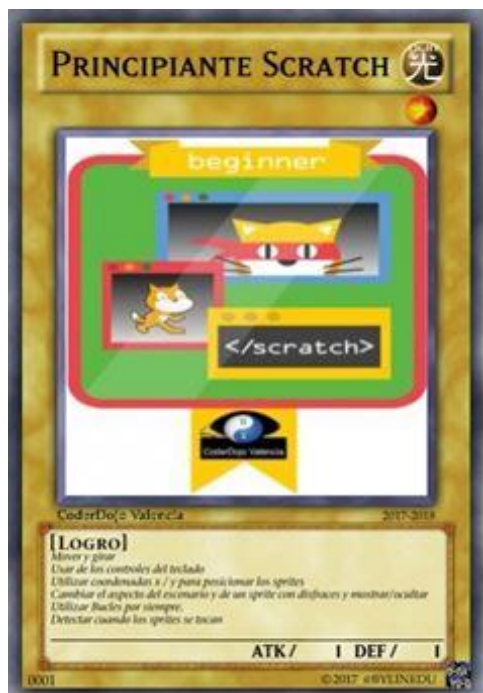 PRINCIPIANTE SCRATCH
光
beginner
</scratch>
CoderDojo Valencia
CoderDojo Valencia 2017-2018
[LOGRO]
Mover y girar
Usar de los controles del teclado
Utilizar coordenadas x / y para posicionar los sprites
Cambiar el aspecto del escenario y de un sprite con disfraces y mostrar/ocultar
Utilizar Bucles por siempre.
Detectar cuando los sprites se tocan
ATK / 1 DEF / 1
0001 ©2017 @BYLINEDU